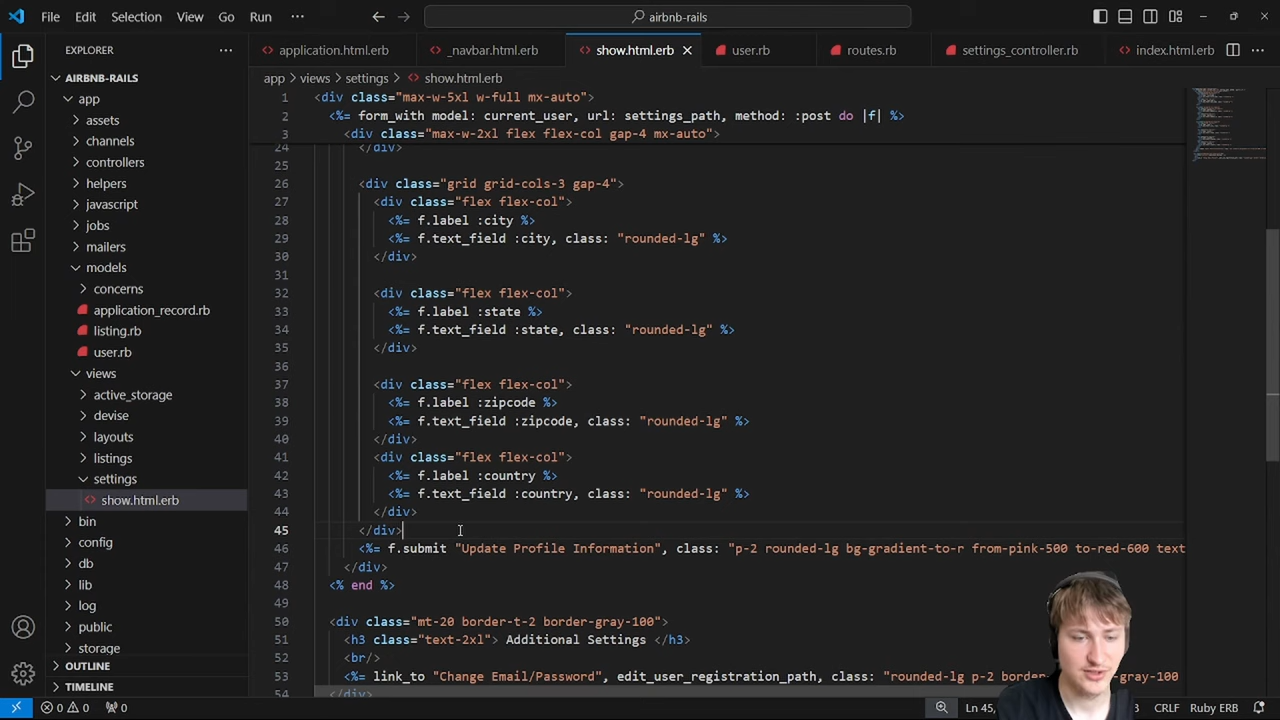 File Edit Selection View Go Run ··· airbnb-rails
EXPLORER ···
application.html.erb _navbar.html.erb show.html.erb user.rb routes.rb settings_controller.rb index.html.erb ···
AIRBNB-RAILS
app > views > settings > show.html.erb
app
assets
channels
controllers
helpers
javascript
jobs
mailers
models
concerns
application_record.rb
listing.rb
user.rb
views
active_storage
devise
layouts
listings
settings
show.html.erb
bin
config
db
lib
log
public
storage
OUTLINE
TIMELINE
1 <div class="max-w-5xl w-full mx-auto">
2 <%= form_with model: current_user, url: settings_path, method: :post do |f| %>
3 <div class="max-w-2xl flex flex-col gap-4 mx-auto">
24 </div>
25
26 <div class="grid grid-cols-3 gap-4">
27 <div class="flex flex-col">
28 <%= f.label :city %>
29 <%= f.text_field :city, class: "rounded-lg" %>
30 </div>
31
32 <div class="flex flex-col">
33 <%= f.label :state %>
34 <%= f.text_field :state, class: "rounded-lg" %>
35 </div>
36
37 <div class="flex flex-col">
38 <%= f.label :zipcode %>
39 <%= f.text_field :zipcode, class: "rounded-lg" %>
40 </div>
41 <div class="flex flex-col">
42 <%= f.label :country %>
43 <%= f.text_field :country, class: "rounded-lg" %>
44 </div>
45 </div>
46 <%= f.submit "Update Profile Information", class: "p-2 rounded-lg bg-gradient-to-r from-pink-500 to-red-600 text
47 </div>
48 <% end %>
49
50 <div class="mt-20 border-t-2 border-gray-100">
51 <h3 class="text-2xl"> Additional Settings </h3>
52 <br/>
53 <%= link_to "Change Email/Password", edit_user_registration_path, class: "rounded-lg p-2 border-gray-100
54 </div>
0 0 0 Ln 45, 3 CRLF Ruby ERB